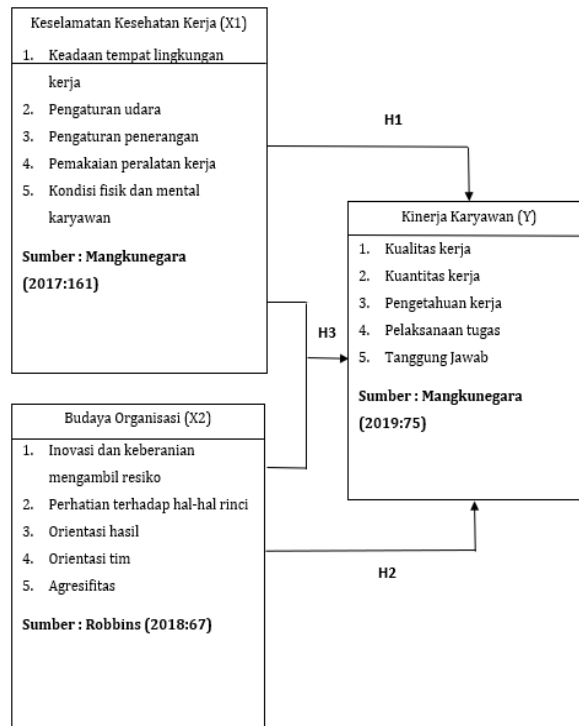 Keselamatan Kesehatan Kerja (X1)
1. Keadaan tempat lingkungan
kerja
2. Pengaturan udara
3. Pengaturan penerangan
4. Pemakaian peralatan kerja
5. Kondisi fisik dan mental
karyawan
Sumber : Mangkunegara
(2017:161)
H1
Kinerja Karyawan (Y)
1. Kualitas kerja
2. Kuantitas kerja
3. Pengetahuan kerja
4. Pelaksanaan tugas
5. Tanggung Jawab
Sumber : Mangkunegara
(2019:75)
H3
Budaya Organisasi (X2)
1. Inovasi dan keberanian
mengambil resiko
2. Perhatian terhadap hal-hal rinci
3. Orientasi hasil
4. Orientasi tim
5. Agresifitas
Sumber : Robbins (2018:67)
H2